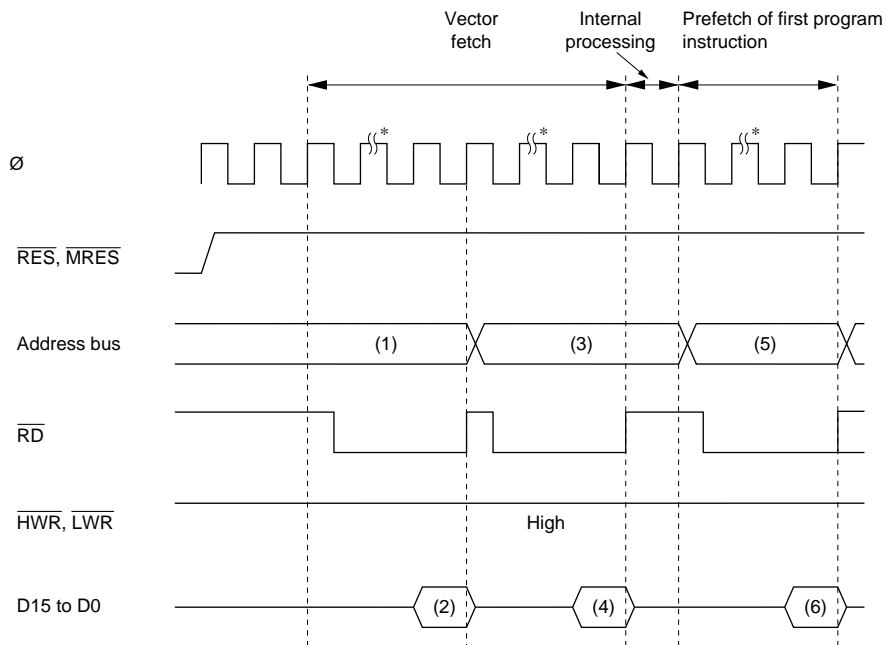 Vector fetch
Internal processing
Prefetch of first program instruction
*
*
*
Ø
RES, MRES
Address bus
(1)
(3)
(5)
RD
HWR, LWR
High
D15 to D0
(2)
(4)
(6)